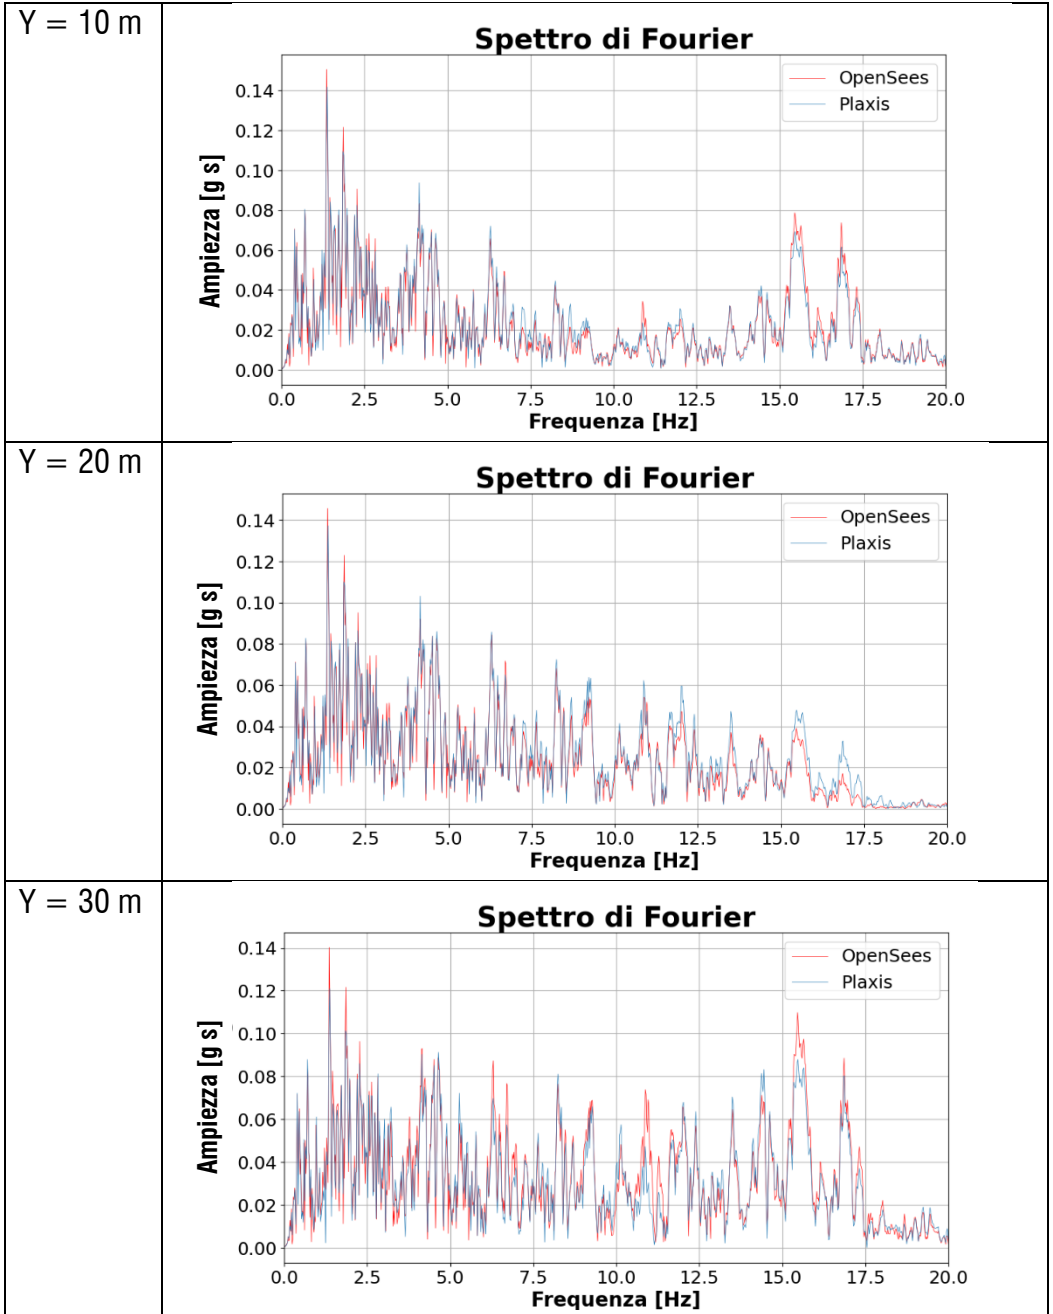 Y = 10 m
Spettro di Fourier
OpenSees
Plaxis
Ampiezza [g s]
0.14
0.12
0.10
0.08
0.06
0.04
0.02
0.00
0.0 2.5 5.0 7.5 10.0 12.5 15.0 17.5 20.0
Frequenza [Hz]
Y = 20 m
Spettro di Fourier
OpenSees
Plaxis
Ampiezza [g s]
0.14
0.12
0.10
0.08
0.06
0.04
0.02
0.00
0.0 2.5 5.0 7.5 10.0 12.5 15.0 17.5 20.0
Frequenza [Hz]
Y = 30 m
Spettro di Fourier
OpenSees
Plaxis
Ampiezza [g s]
0.14
0.12
0.10
0.08
0.06
0.04
0.02
0.00
0.0 2.5 5.0 7.5 10.0 12.5 15.0 17.5 20.0
Frequenza [Hz]